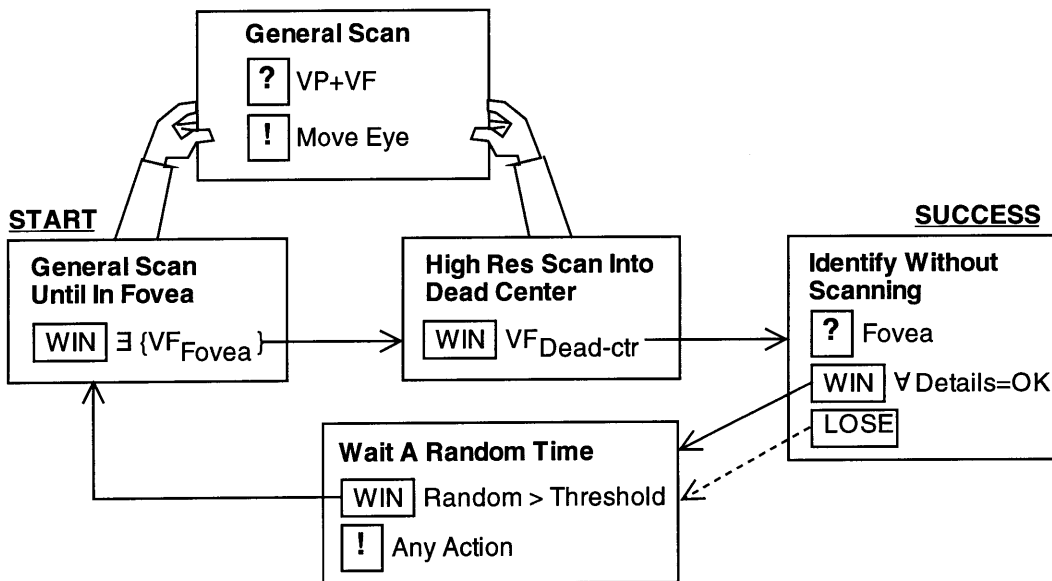 General Scan
? VP+VF
! Move Eye
START
General Scan
Until In Fovea
WIN ∃ {VF_Fovea}
High Res Scan Into
Dead Center
WIN VF_Dead-ctr
SUCCESS
Identify Without
Scanning
? Fovea
WIN ∀ Details=OK
LOSE
Wait A Random Time
WIN Random > Threshold
! Any Action